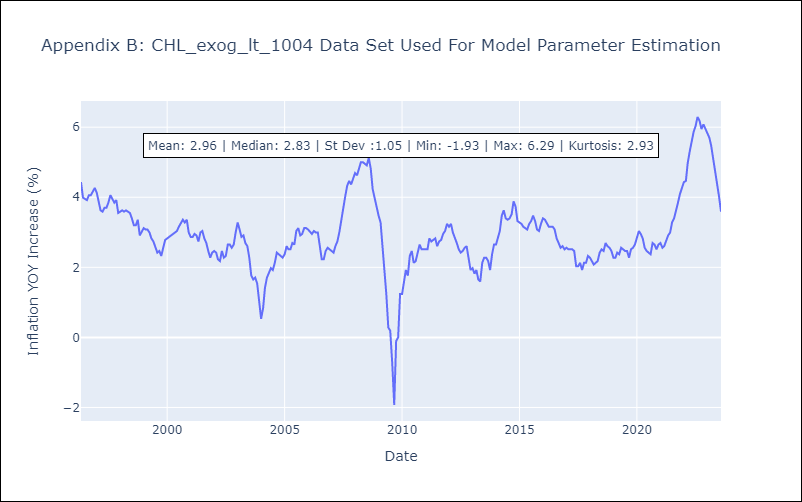 Appendix B: CHL_exog_lt_1004 Data Set Used For Model Parameter Estimation
Mean: 2.96 | Median: 2.83 | St Dev :1.05 | Min: -1.93 | Max: 6.29 | Kurtosis: 2.93
Inflation YOY Increase (%)
6
4
2
0
−2
2000
2005
2010
2015
2020
Date